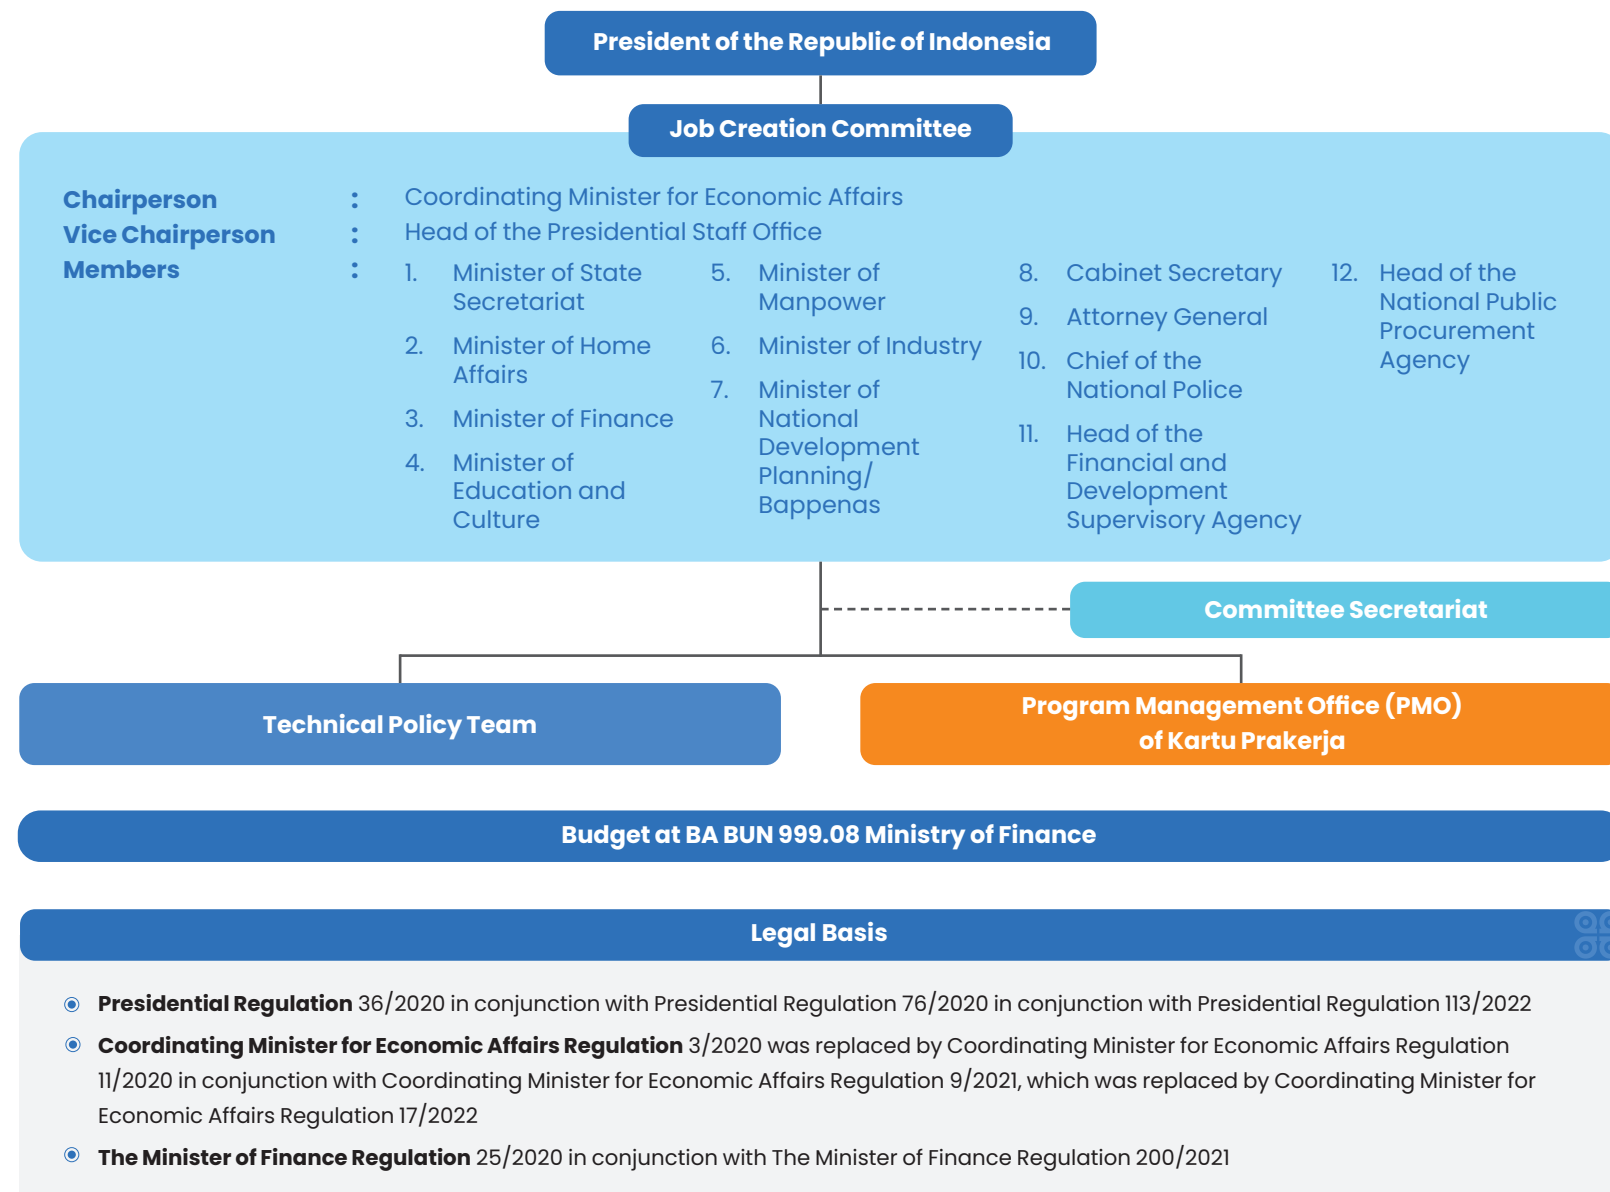 President of the Republic of Indonesia
Job Creation Committee
Chairperson : Coordinating Minister for Economic Affairs
Vice Chairperson : Head of the Presidential Staff Office
Members :
1. Minister of State
Secretariat
2. Minister of Home
Affairs
3. Minister of Finance
4. Minister of
Education and
Culture
5. Minister of
Manpower
6. Minister of Industry
7. Minister of
National
Development
Planning/
Bappenas
8. Cabinet Secretary
9. Attorney General
10. Chief of the
National Police
11. Head of the
Financial and
Development
Supervisory Agency
12. Head of the
National Public
Procurement
Agency
Committee Secretariat
Technical Policy Team
Program Management Office (PMO)
of Kartu Prakerja
Budget at BA BUN 999.08 Ministry of Finance
Legal Basis
Presidential Regulation 36/2020 in conjunction with Presidential Regulation 76/2020 in conjunction with Presidential Regulation 113/2022
Coordinating Minister for Economic Affairs Regulation 3/2020 was replaced by Coordinating Minister for Economic Affairs Regulation
11/2020 in conjunction with Coordinating Minister for Economic Affairs Regulation 9/2021, which was replaced by Coordinating Minister for
Economic Affairs Regulation 17/2022
The Minister of Finance Regulation 25/2020 in conjunction with The Minister of Finance Regulation 200/2021